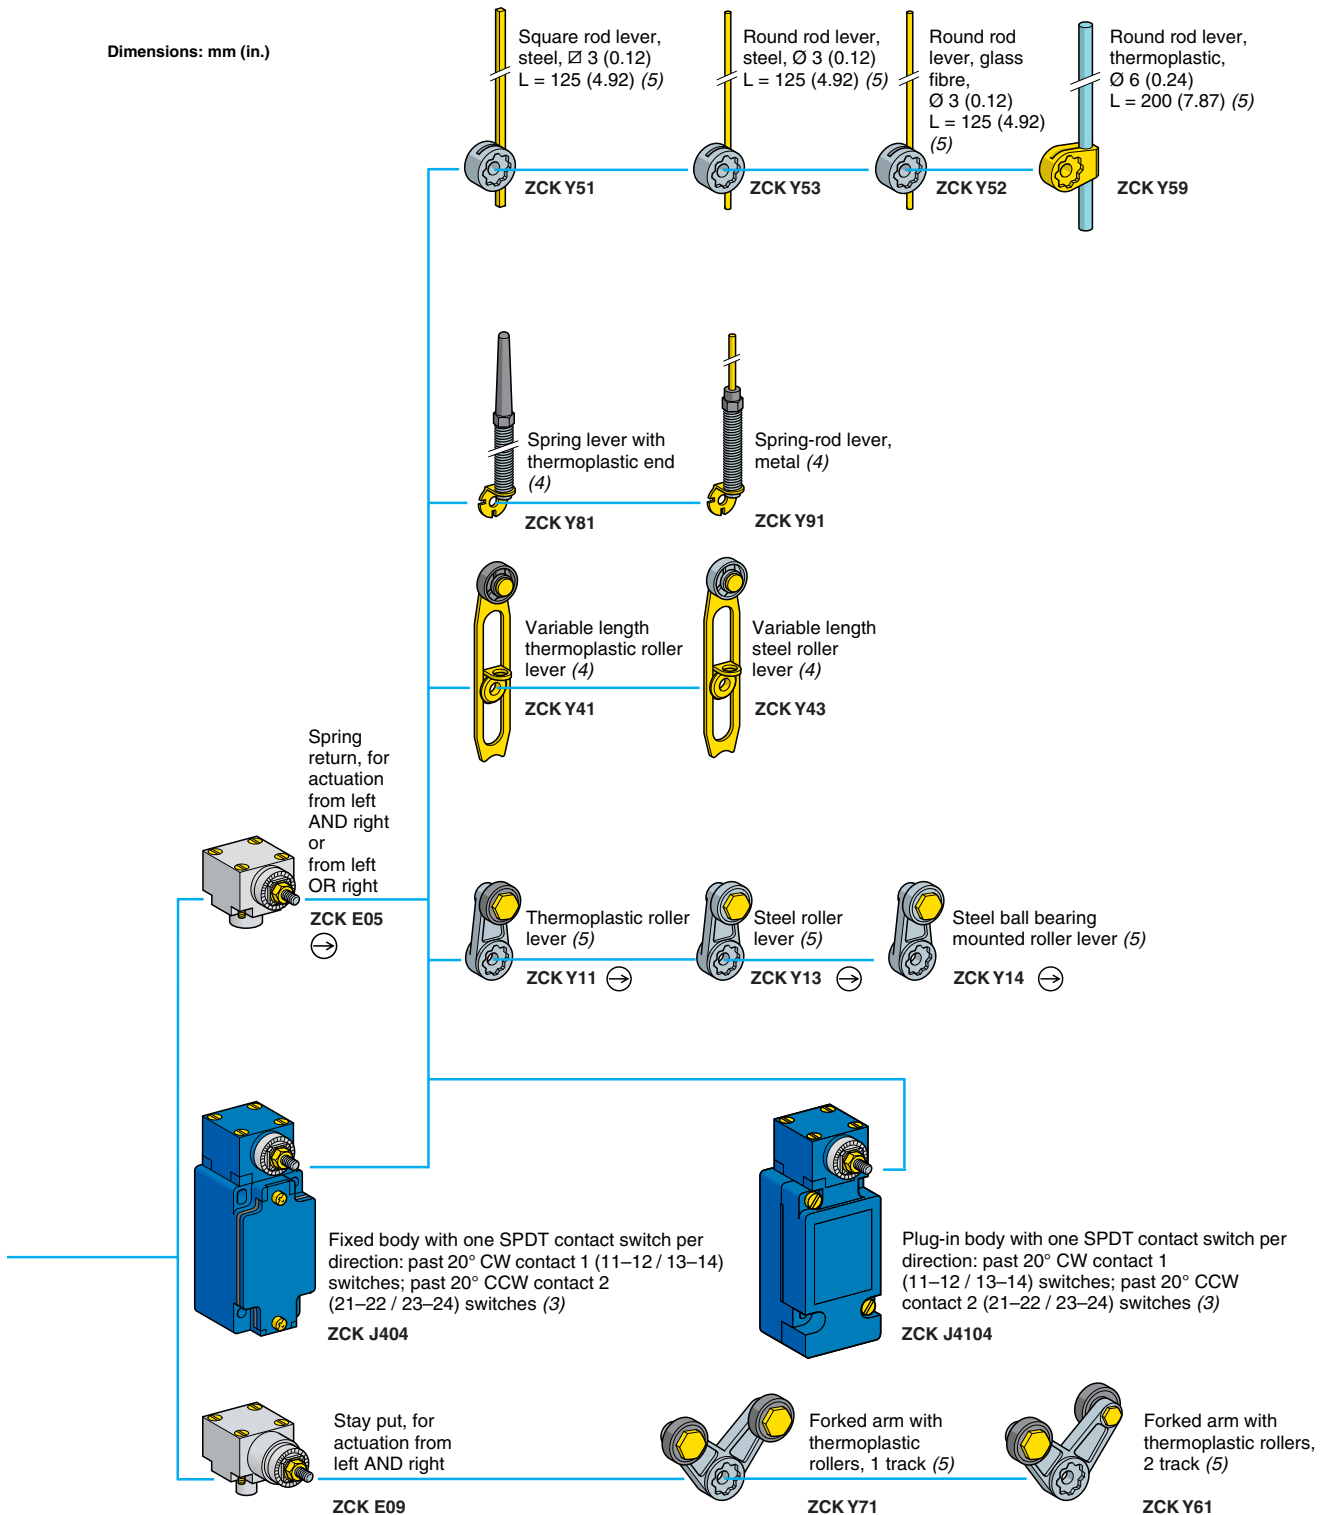 Dimensions: mm (in.)
Square rod lever,
steel, ⍁ 3 (0.12)
L = 125 (4.92) (5)
ZCK Y51
Round rod lever,
steel, Ø 3 (0.12)
L = 125 (4.92) (5)
ZCK Y53
Round rod
lever, glass
fibre,
Ø 3 (0.12)
L = 125 (4.92)
(5)
ZCK Y52
Round rod lever,
thermoplastic,
Ø 6 (0.24)
L = 200 (7.87) (5)
ZCK Y59
Spring lever with
thermoplastic end
(4)
ZCK Y81
Spring-rod lever,
metal (4)
ZCK Y91
Variable length
thermoplastic roller
lever (4)
ZCK Y41
Variable length
steel roller
lever (4)
ZCK Y43
Spring
return, for
actuation
from left
AND right
or
from left
OR right
ZCK E05
Thermoplastic roller
lever (5)
ZCK Y11
Steel roller
lever (5)
ZCK Y13
Steel ball bearing
mounted roller lever (5)
ZCK Y14
Fixed body with one SPDT contact switch per
direction: past 20° CW contact 1 (11–12 / 13–14)
switches; past 20° CCW contact 2
(21–22 / 23–24) switches (3)
ZCK J404
Plug-in body with one SPDT contact switch per
direction: past 20° CW contact 1
(11–12 / 13–14) switches; past 20° CCW
contact 2 (21–22 / 23–24) switches (3)
ZCK J4104
Stay put, for
actuation from
left AND right
ZCK E09
Forked arm with
thermoplastic
rollers, 1 track (5)
ZCK Y71
Forked arm with
thermoplastic rollers,
2 track (5)
ZCK Y61